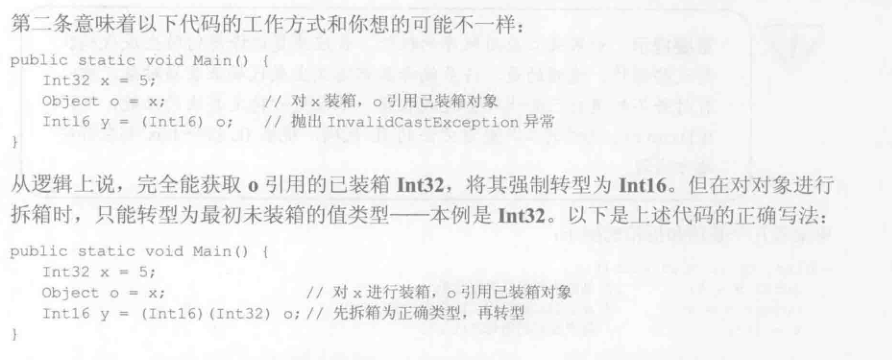 第二条意味着以下代码的工作方式和你想的可能不一样：
public static void Main() {
Int32 x = 5;
Object o = x; // 对 x 装箱，o 引用已装箱对象
Int16 y = (Int16) o; // 抛出 InvalidCastException 异常
}
从逻辑上说，完全能获取 o 引用的已装箱 Int32，将其强制转型为 Int16。但在对对象进行
拆箱时，只能转型为最初未装箱的值类型——本例是 Int32。以下是上述代码的正确写法：
public static void Main() {
Int32 x = 5;
Object o = x; // 对 x 进行装箱，o 引用已装箱对象
Int16 y = (Int16)(Int32) o; // 先拆箱为正确类型，再转型
}